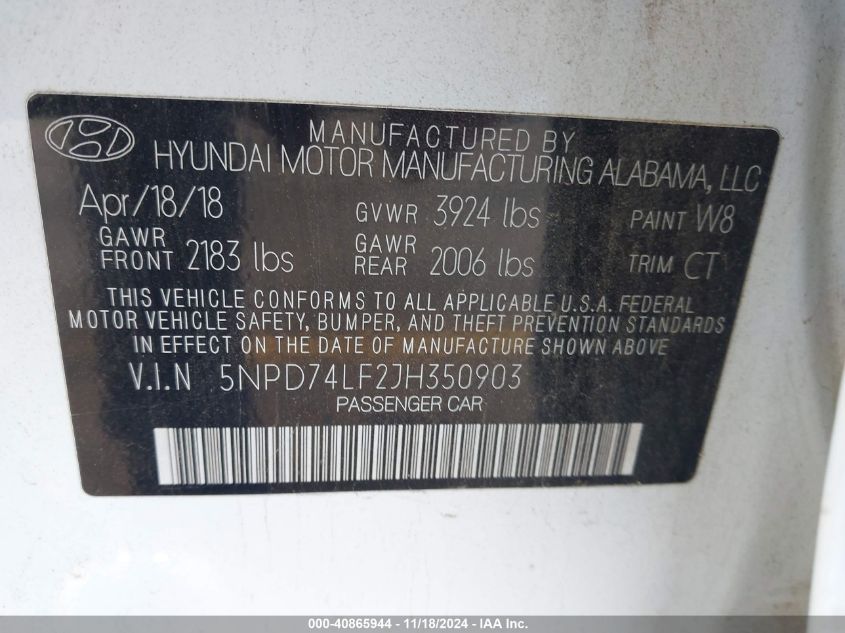 MANUFACTURED BY
HYUNDAI MOTOR MANUFACTURING ALABAMA, LLC
Apr/18/18 GVWR 3924 lbs PAINT W8
GAWR FRONT 2183 lbs GAWR REAR 2006 lbs TRIM CT
THIS VEHICLE CONFORMS TO ALL APPLICABLE U.S.A. FEDERAL
MOTOR VEHICLE SAFETY, BUMPER, AND THEFT PREVENTION STANDARDS
IN EFFECT ON THE DATE OF MANUFACTURE SHOWN ABOVE.
V.I.N 5NPD74LF2JH350903
PASSENGER CAR
000-40865944 - 11/18/2024 - IAA Inc.